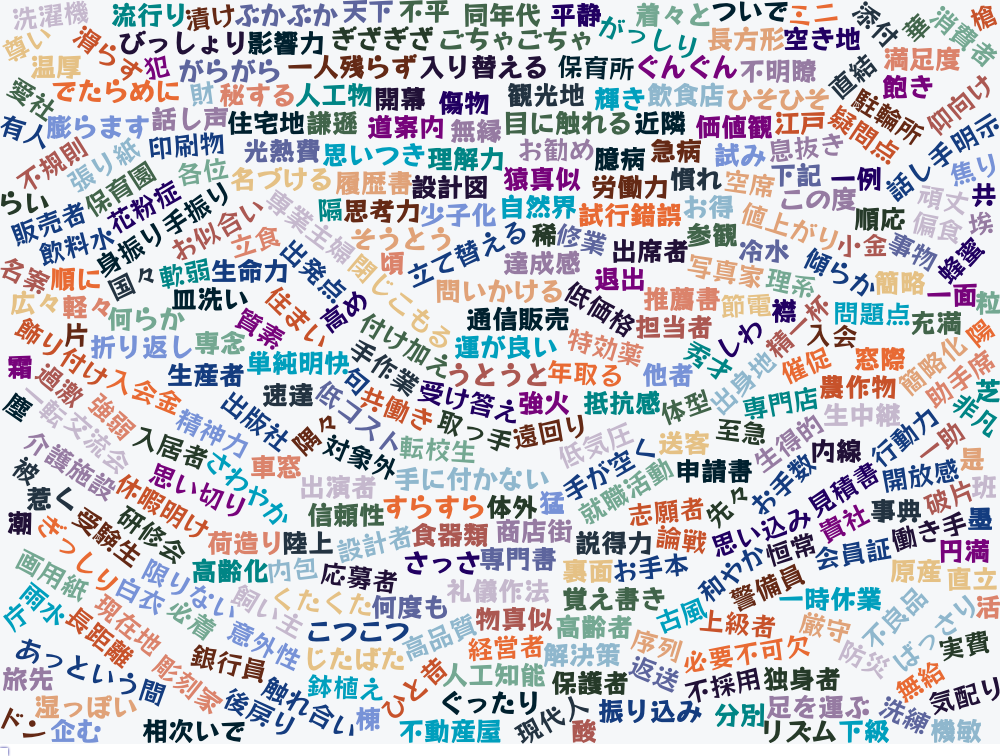 洗濯機
流行り
漬け
ぶかぶか
天下
不平
同年代
平静
がっしり
着々と
ついで
ミニ
添付
華
消費者
槍
尊い
滑らす
びっしょり
影響力
ぎざぎざ
ごちゃごちゃ
長方形
空き地
満足度
温厚
犯
がらがら
一人残らず
入り替える
保育所
ぐんぐん
不明瞭
直結
飽き
愛社
でたらめに
財
秘する
人工物
開幕
傷物
観光地
輝き
飲食店
ひそひそ
駐輪所
仰向け
有人
膨らます
話し声
住宅地
謙遜
道案内
無縁
目に触れる
近隣
価値観
江戸
疑問点
話し手
明示
不規則
張り紙
印刷物
光熱費
思いつき
理解力
お勧め
臆病
急病
試み
息抜き
焦り
らい
保育園
各位
名づける
履歴書
設計図
猿真似
労働力
慣れ
空席
下記
一例
この度
頑丈
共
販売者
花粉症
手振り
身振り
お似合い
専業主婦
隔
思考力
少子化
自然界
試行錯誤
お得
値上がり
順応
偏食
埃
飲料水
立食
出発点
そうとう
立て替える
稀
修業
出席者
参観
冷水
小金
事物
蜂蜜
名案
順に
国々
軟弱
生命力
閉じこもる
頃
達成感
退出
写真家
理系
傾らか
簡略
一面
粒
広々
軽々
皿洗い
住まい
高め
問いかける
低価格
推薦書
節電
襟
一杯
問題点
充満
陽
何らか
質素
付け加え
通信販売
担当者
しわ
精
入会
飾り付け
片
折り返し
専念
単純明快
手作業
運が良い
特効薬
秀才
出身地
催促
窓際
簡略化
助手席
霜
過激
入会金
生産者
句
受け答え
うとうと
年取る
他者
農作物
芝
塵
二転
交流会
強弱
出版社
速達
低コスト
共働き
取っ手
強火
抵抗感
体型
専門店
生中継
非凡
精神力
隅々
遠回り
介護施設
入居者
対象外
転校生
低気圧
手が空く
送客
至急
生得的
内線
行動力
一助
是
被
惹く
休暇明け
思い切り
さわやか
車窓
出演者
手に付かない
就職活動
申請書
お手数
見積書
開放感
班
潮
ぎっしり
受験生
研修会
信頼性
すらすら
体外
猛
志願者
先々
思い込み
貴社
事典
破片
墨
荷造り
陸上
設計者
食器類
商店街
説得力
論戦
恒常
会員証
働き手
円満
画用紙
限りない
高齢化
内包
応募者
さっさ
専門書
裏面
お手本
和やか
警備員
原産
直立
雨水
片
現在地
白衣
必着
飼い主
くたくた
何度も
礼儀作法
覚え書き
古風
一時休業
不良品
ばっさり
活
長距離
意外性
こつこつ
高品質
物真似
高齢者
上級者
厳守
実費
あっという間
彫刻家
銀行員
じたばた
経営者
解決策
序列
必要不可欠
防災
無給
旅先
後戻り
触れ合い
鉢植え
ひと苛
人工知能
保護者
返送
不採用
独身者
気配り
湿っぽい
棟
ぐったり
振り込み
分別
足を運ぶ
洗練
ドン
企む
相次いで
不動産屋
現代人
酸
リズム
下級
機敏